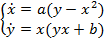 ẋ = a(y − x²)
ẏ = x(yx + b)